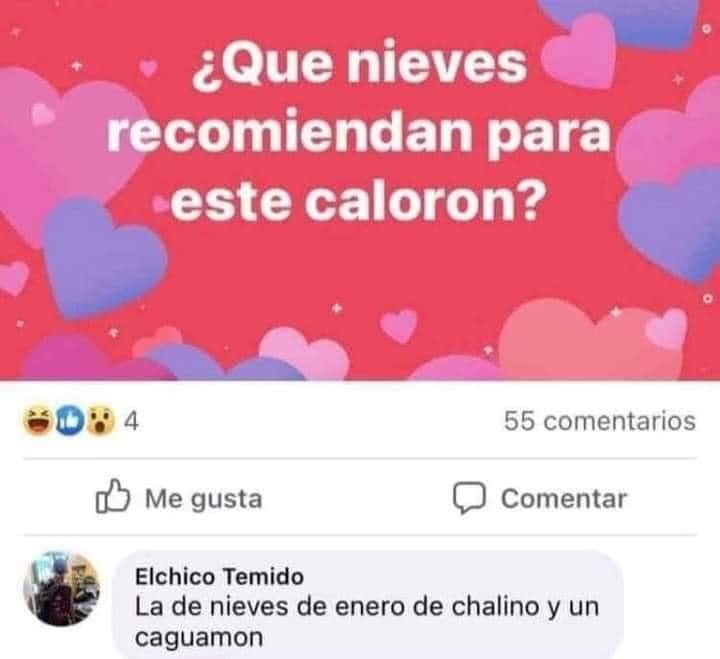 ¿Que nieves
recomiendan para
este caloron?
4
55 comentarios
Me gusta
Comentar
Elchico Temido
La de nieves de enero de chalino y un
caguamon